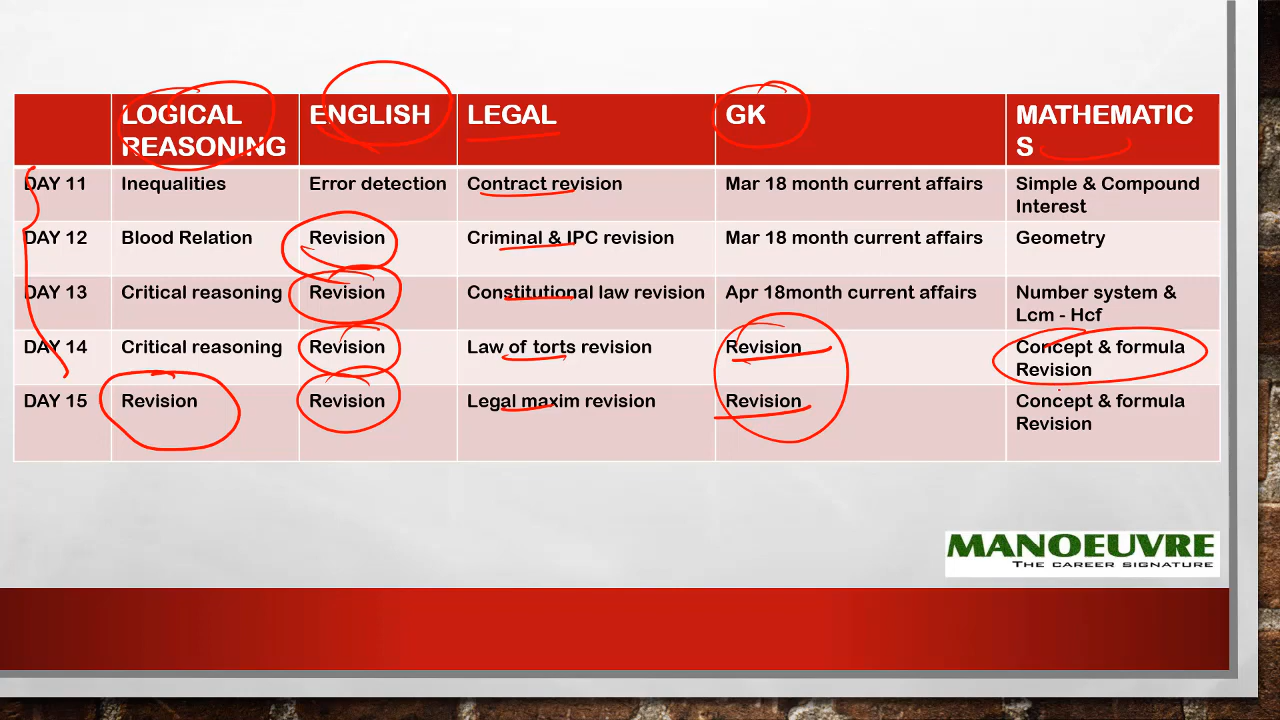 LOGICAL REASONING ENGLISH LEGAL GK MATHEMATIC
S
DAY 11 Inequalities Error detection Contract revision Mar 18 month current affairs Simple & Compound
Interest
DAY 12 Blood Relation Revision Criminal & IPC revision Mar 18 month current affairs Geometry
DAY 13 Critical reasoning Revision Constitutional law revision Apr 18month current affairs Number system &
Lcm - Hcf
DAY 14 Critical reasoning Revision Law of torts revision Revision Concept & formula
Revision
DAY 15 Revision Revision Legal maxim revision Revision Concept & formula
Revision
MANOEUVRE
THE CAREER SIGNATURE